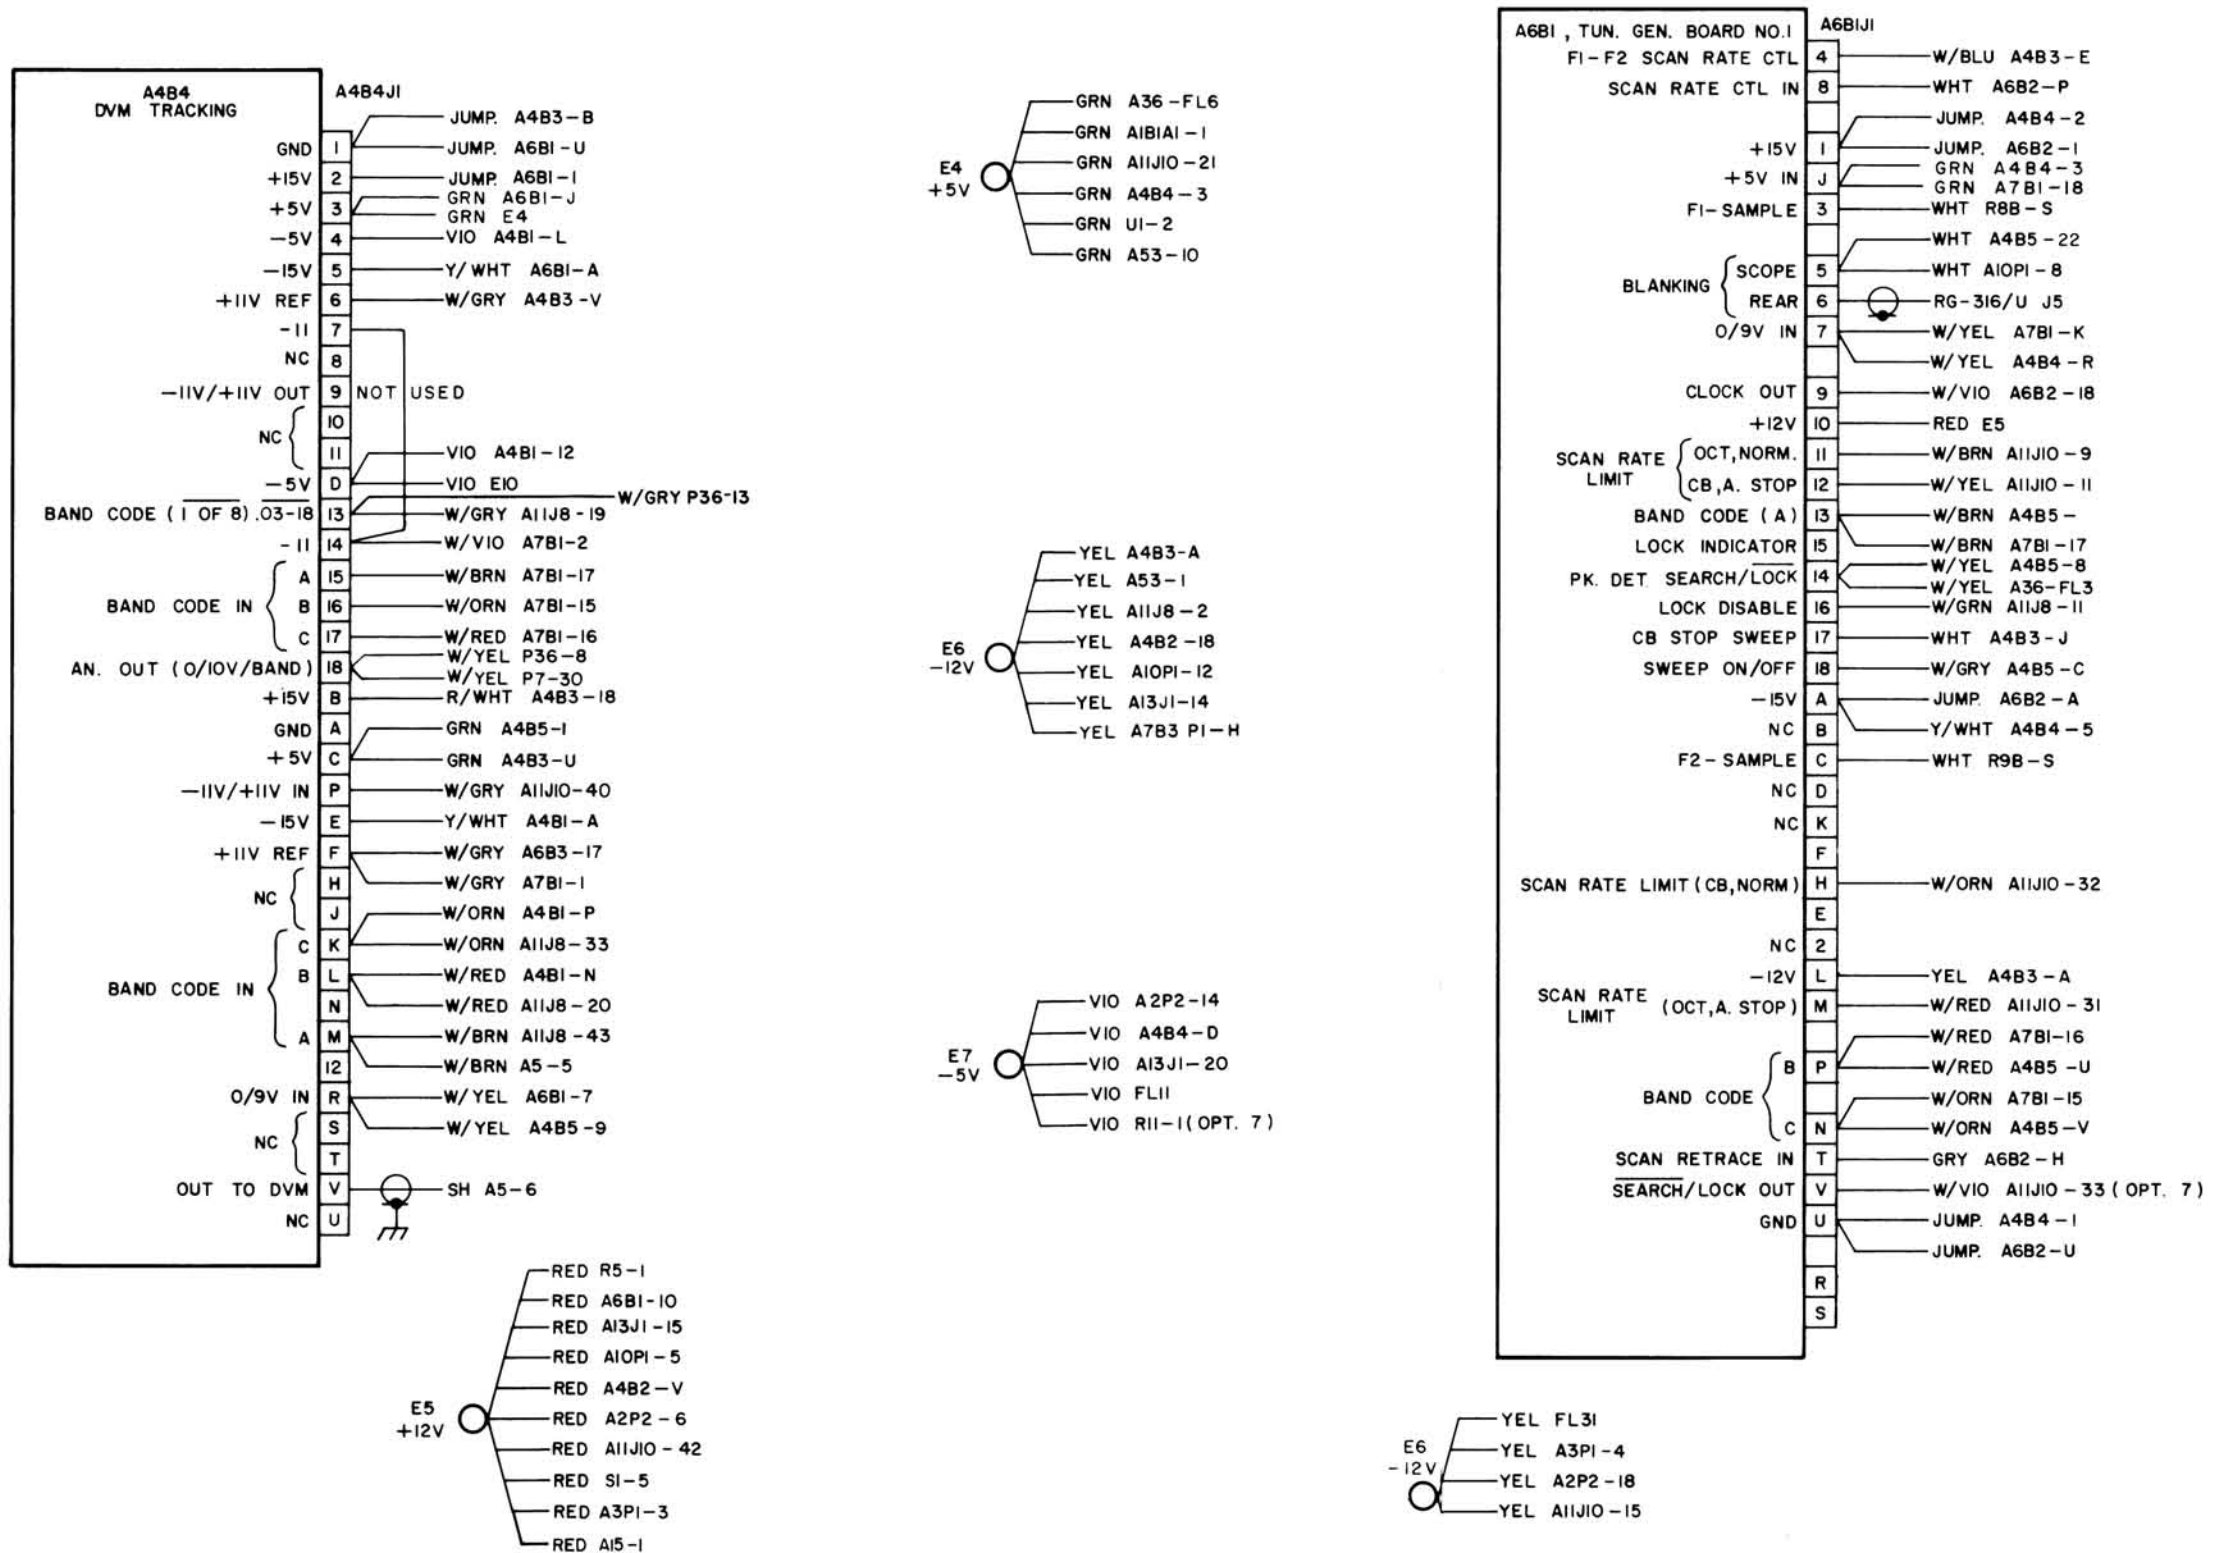 A4B4
DVM TRACKING
A4B4J1
JUMP. A4B3-B
GND 1 JUMP. A6B1-U
+15V 2 JUMP. A6B1-1
+5V 3 GRN A6B1-J
GRN E4
-5V 4 VIO A4B1-L
-15V 5 Y/WHT A6B1-A
+11V REF 6 W/GRY A4B3-V
-11 7
NC 8
-11V/+11V OUT 9 NOT USED
NC 10
11 VIO A4B1-12
-5V D VIO E10
W/GRY P36-13
BAND CODE (1 OF 8) .03-18 13 W/GRY A11J8-19
-11 14 W/VIO A7B1-2
BAND CODE IN
A 15 W/BRN A7B1-17
B 16 W/ORN A7B1-15
C 17 W/RED A7B1-16
AN. OUT (0/10V/BAND) 18 W/YEL P36-8
W/YEL P7-30
+15V B R/WHT A4B3-18
GND A GRN A4B5-1
+5V C GRN A4B3-U
-11V/+11V IN P W/GRY A11J10-40
-15V E Y/WHT A4B1-A
+11V REF F W/GRY A6B3-17
NC H W/GRY A7B1-1
J W/ORN A4B1-P
BAND CODE IN
C K W/ORN A11J8-33
B L W/RED A4B1-N
N W/RED A11J8-20
A M W/BRN A11J8-43
12 W/BRN A5-5
0/9V IN R W/YEL A6B1-7
NC S W/YEL A4B5-9
T
OUT TO DVM V SH A5-6
NC U
E5
+12V
RED R5-1
RED A6B1-10
RED A13J1-15
RED A10P1-5
RED A4B2-V
RED A2P2-6
RED A11J10-42
RED S1-5
RED A3P1-3
RED A15-1
E4
+5V
GRN A36-FL6
GRN A1B1A1-1
GRN A11J10-21
GRN A4B4-3
GRN U1-2
GRN A53-10
E6
-12V
YEL A4B3-A
YEL A53-1
YEL A11J8-2
YEL A4B2-18
YEL A10P1-12
YEL A13J1-14
YEL A7B3 P1-H
E7
-5V
VIO A2P2-14
VIO A4B4-D
VIO A13J1-20
VIO FL11
VIO R11-1(OPT. 7)
A6B1, TUN. GEN. BOARD NO.1
A6B1J1
F1-F2 SCAN RATE CTL 4 W/BLU A4B3-E
SCAN RATE CTL IN 8 WHT A6B2-P
JUMP. A4B4-2
+15V 1 JUMP. A6B2-1
+5V IN J GRN A4B4-3
GRN A7B1-18
F1-SAMPLE 3 WHT R8B-S
WHT A4B5-22
BLANKING
SCOPE 5 WHT A10P1-8
REAR 6 RG-316/U J5
0/9V IN 7 W/YEL A7B1-K
W/YEL A4B4-R
CLOCK OUT 9 W/VIO A6B2-18
+12V 10 RED E5
SCAN RATE LIMIT
OCT, NORM. 11 W/BRN A11J10-9
CB, A. STOP 12 W/YEL A11J10-11
BAND CODE (A) 13 W/BRN A4B5-
LOCK INDICATOR 15 W/BRN A7B1-17
PK. DET. SEARCH/LOCK 14 W/YEL A4B5-8
W/YEL A36-FL3
LOCK DISABLE 16 W/GRN A11J8-11
CB STOP SWEEP 17 WHT A4B3-J
SWEEP ON/OFF 18 W/GRY A4B5-C
-15V A JUMP. A6B2-A
NC B Y/WHT A4B4-5
F2-SAMPLE C WHT R9B-S
NC D
NC K
F
SCAN RATE LIMIT (CB, NORM) H W/ORN A11J10-32
E
NC 2
-12V L YEL A4B3-A
SCAN RATE LIMIT (OCT, A. STOP) M W/RED A11J10-31
W/RED A7B1-16
BAND CODE
B P W/RED A4B5-U
W/ORN A7B1-15
C N W/ORN A4B5-V
SCAN RETRACE IN T GRY A6B2-H
SEARCH/LOCK OUT V W/VIO A11J10-33 (OPT. 7)
GND U JUMP. A4B4-1
JUMP. A6B2-U
R
S
E6
-12V
YEL FL31
YEL A3P1-4
YEL A2P2-18
YEL A11J10-15